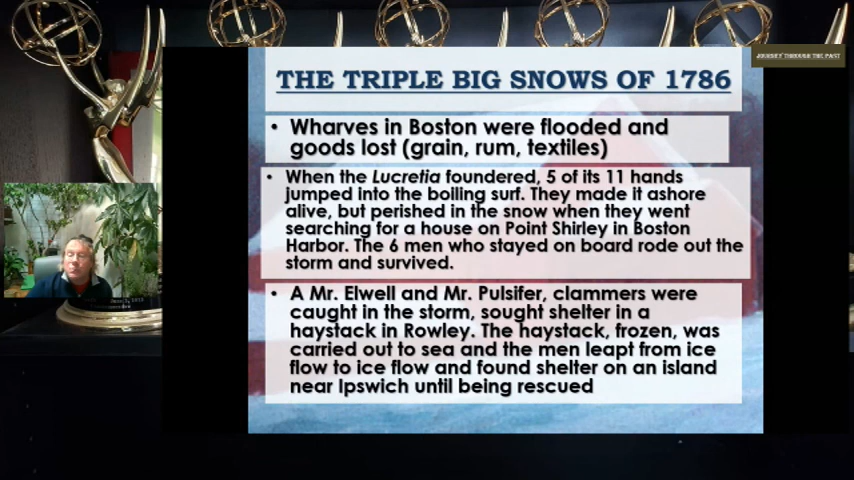 JOURNEY THROUGH THE PAST
THE TRIPLE BIG SNOWS OF 1786
• Wharves in Boston were flooded and
goods lost (grain, rum, textiles)
• When the Lucretia foundered, 5 of its 11 hands
jumped into the boiling surf. They made it ashore
alive, but perished in the snow when they went
searching for a house on Point Shirley in Boston
Harbor. The 6 men who stayed on board rode out the
storm and survived.
• A Mr. Elwell and Mr. Pulsifer, clammers were
caught in the storm, sought shelter in a
haystack in Rowley. The haystack, frozen, was
carried out to sea and the men leapt from ice
flow to ice flow and found shelter on an island
near Ipswich until being rescued